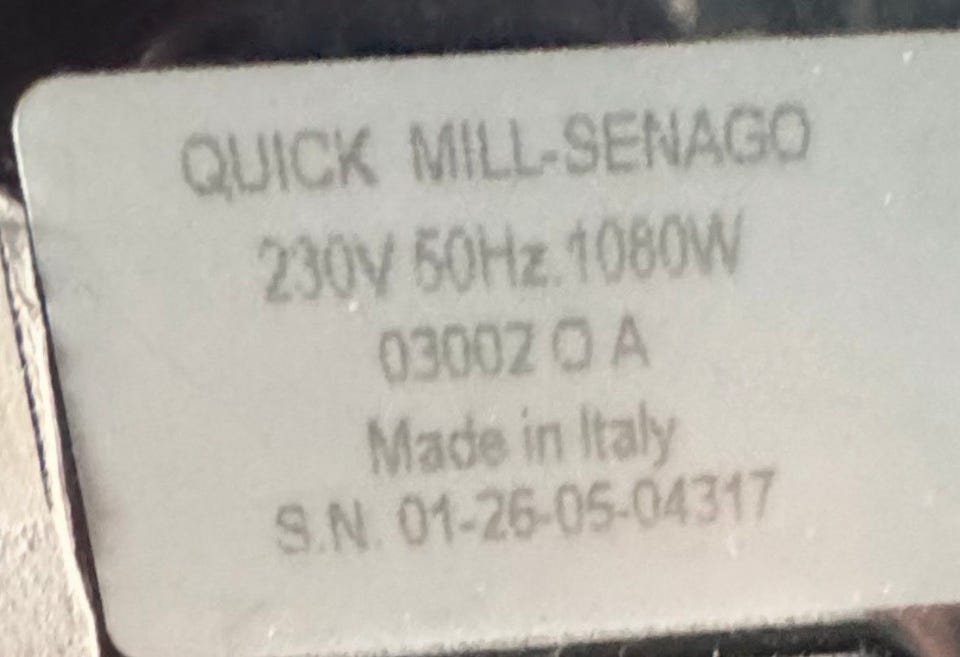 QUICK MILL-SENAGO
230V 50Hz.1080W
03002 O A
Made in Italy
S.N. 01-26-05-04317